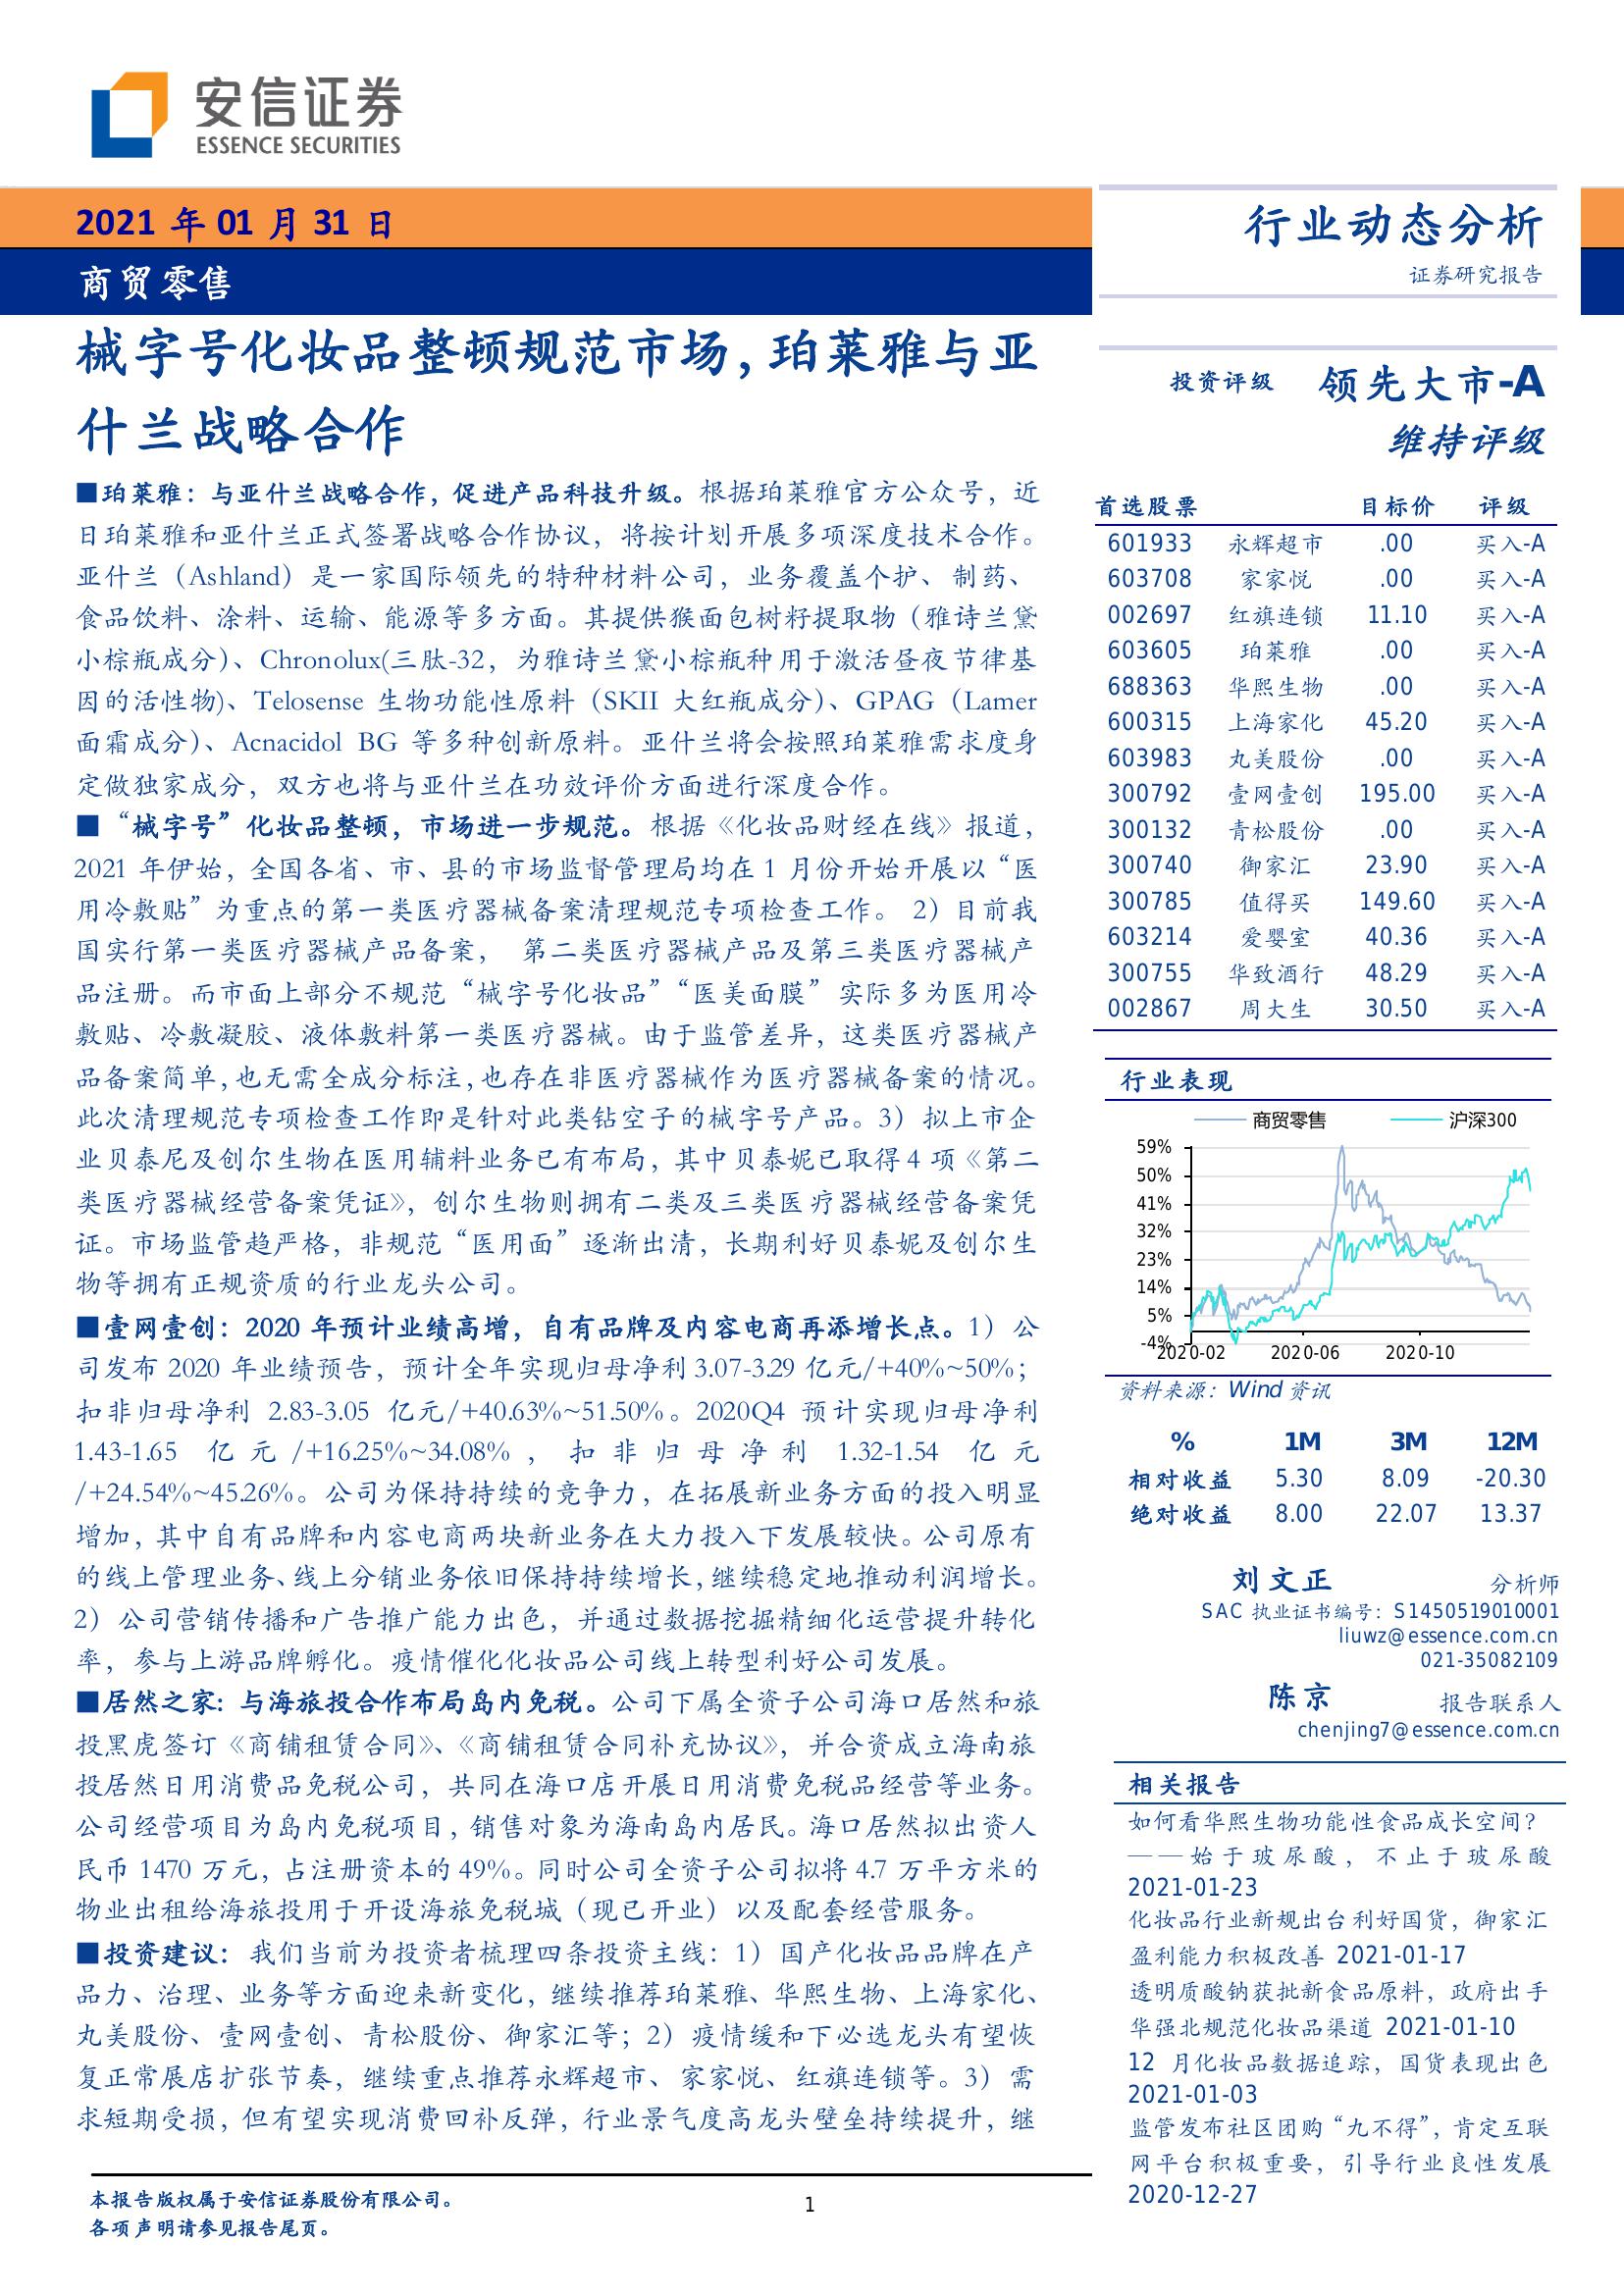 安信证券
ESSENCE SECURITIES
2021 年 01 月 31 日
商贸零售
械字号化妆品整顿规范市场，珀莱雅与亚
什兰战略合作
■珀莱雅：与亚什兰战略合作，促进产品科技升级。根据珀莱雅官方公众号，近
日珀莱雅和亚什兰正式签署战略合作协议，将按计划开展多项深度技术合作。
亚什兰（Ashland）是一家国际领先的特种材料公司，业务覆盖个护、制药、
食品饮料、涂料、运输、能源等多方面。其提供猴面包树籽提取物（雅诗兰黛
小棕瓶成分）、Chronolux(三肽-32，为雅诗兰黛小棕瓶种用于激活昼夜节律基
因的活性物)、Telosense 生物功能性原料（SKII 大红瓶成分）、GPAG（Lamer
面霜成分）、Acnacidol BG 等多种创新原料。亚什兰将会按照珀莱雅需求度身
定做独家成分，双方也将与亚什兰在功效评价方面进行深度合作。
■“械字号”化妆品整顿，市场进一步规范。根据《化妆品财经在线》报道，
2021 年伊始，全国各省、市、县的市场监督管理局均在 1 月份开始开展以“医
用冷敷贴”为重点的第一类医疗器械备案清理规范专项检查工作。 2）目前我
国实行第一类医疗器械产品备案， 第二类医疗器械产品及第三类医疗器械产
品注册。而市面上部分不规范“械字号化妆品”“医美面膜” 实际多为医用冷
敷贴、冷敷凝胶、液体敷料第一类医疗器械。由于监管差异，这类医疗器械产
品备案简单，也无需全成分标注，也存在非医疗器械作为医疗器械备案的情况。
此次清理规范专项检查工作即是针对此类钻空子的械字号产品。3）拟上市企
业贝泰尼及创尔生物在医用辅料业务已有布局，其中贝泰妮已取得 4 项《第二
类医疗器械经营备案凭证》，创尔生物则拥有二类及三类医疗器械经营备案凭
证。市场监管趋严格，非规范“医用面”逐渐出清，长期利好贝泰妮及创尔生
物等拥有正规资质的行业龙头公司。
■壹网壹创：2020 年预计业绩高增，自有品牌及内容电商再添增长点。1）公
司发布 2020 年业绩预告，预计全年实现归母净利 3.07-3.29 亿元/+40%~50%；
扣非归母净利 2.83-3.05 亿元/+40.63%~51.50%。2020Q4 预计实现归母净利
1.43-1.65 亿元/+16.25%~34.08%，扣非归母净利 1.32-1.54 亿元
/+24.54%~45.26%。公司为保持持续的竞争力，在拓展新业务方面的投入明显
增加，其中自有品牌和内容电商两块新业务在大力投入下发展较快。公司原有
的线上管理业务、线上分销业务依旧保持持续增长，继续稳定地推动利润增长。
2）公司营销传播和广告推广能力出色，并通过数据挖掘精细化运营提升转化
率，参与上游品牌孵化。疫情催化化妆品公司线上转型利好公司发展。
■居然之家：与海旅投合作布局岛内免税。公司下属全资子公司海口居然和旅
投黑虎签订《商铺租赁合同》、《商铺租赁合同补充协议》，并合资成立海南旅
投居然日用消费品免税公司，共同在海口店开展日用消费免税品经营等业务。
公司经营项目为岛内免税项目，销售对象为海南岛内居民。海口居然拟出资人
民币 1470 万元，占注册资本的 49%。同时公司全资子公司拟将 4.7 万平方米的
物业出租给海旅投用于开设海旅免税城（现已开业）以及配套经营服务。
■投资建议：我们当前为投资者梳理四条投资主线：1）国产化妆品品牌在产
品力、治理、业务等方面迎来新变化，继续推荐珀莱雅、华熙生物、上海家化、
丸美股份、壹网壹创、青松股份、御家汇等；2）疫情缓和下必选龙头有望恢
复正常展店扩张节奏，继续重点推荐永辉超市、家家悦、红旗连锁等。3）需
求短期受损，但有望实现消费回补反弹，行业景气度高龙头壁垒持续提升，继
行业动态分析
证券研究报告
投资评级 领先大市-A
维持评级
首选股票 目标价 评级
601933 永辉超市 .00 买入-A
603708 家家悦 .00 买入-A
002697 红旗连锁 11.10 买入-A
603605 珀莱雅 .00 买入-A
688363 华熙生物 .00 买入-A
600315 上海家化 45.20 买入-A
603983 丸美股份 .00 买入-A
300792 壹网壹创 195.00 买入-A
300132 青松股份 .00 买入-A
300740 御家汇 23.90 买入-A
300785 值得买 149.60 买入-A
603214 爱婴室 40.36 买入-A
300755 华致酒行 48.29 买入-A
002867 周大生 30.50 买入-A
行业表现
商贸零售 沪深300
59%
50%
41%
32%
23%
14%
5%
-4%
2020-02 2020-06 2020-10
资料来源：Wind 资讯
% 1M 3M 12M
相对收益 5.30 8.09 -20.30
绝对收益 8.00 22.07 13.37
刘文正 分析师
SAC 执业证书编号：S1450519010001
liuwz@essence.com.cn
021-35082109
陈京 报告联系人
chenjing7@essence.com.cn
相关报告
如何看华熙生物功能性食品成长空间？
——始于玻尿酸，不止于玻尿酸
2021-01-23
化妆品行业新规出台利好国货，御家汇
盈利能力积极改善 2021-01-17
透明质酸钠获批新食品原料，政府出手
华强北规范化妆品渠道 2021-01-10
12 月化妆品数据追踪，国货表现出色
2021-01-03
监管发布社区团购“九不得”，肯定互联
网平台积极重要，引导行业良性发展
2020-12-27
本报告版权属于安信证券股份有限公司。
各项声明请参见报告尾页。
1